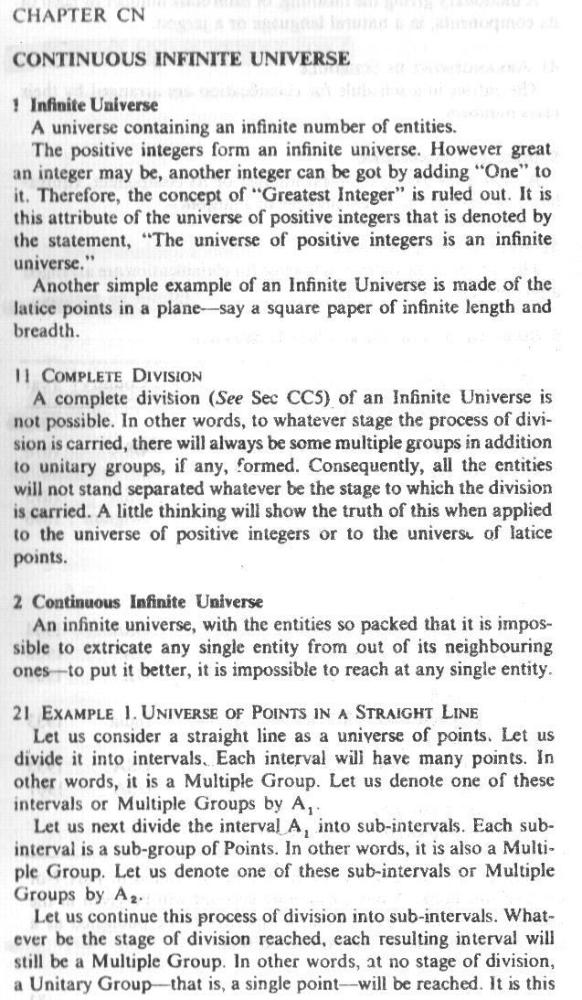 CHAPTER CN
CONTINUOUS INFINITE UNIVERSE
1 Infinite Universe
A universe containing an infinite number of entities.
The positive integers form an infinite universe. However great
an integer may be, another integer can be got by adding “One” to
it. Therefore, the concept of “Greatest Integer” is ruled out. It is
this attribute of the universe of positive integers that is denoted by
the statement, “The universe of positive integers is an infinite
universe.”
Another simple example of an Infinite Universe is made of the
latice points in a plane—say a square paper of infinite length and
breadth.
11 COMPLETE DIVISION
A complete division (See Sec CC5) of an Infinite Universe is
not possible. In other words, to whatever stage the process of divi-
sion is carried, there will always be some multiple groups in addition
to unitary groups, if any, formed. Consequently, all the entities
will not stand separated whatever be the stage to which the division
is carried. A little thinking will show the truth of this when applied
to the universe of positive integers or to the universe of latice
points.
2 Continuous Infinite Universe
An infinite universe, with the entities so packed that it is impos-
sible to extricate any single entity from out of its neighbouring
ones—to put it better, it is impossible to reach at any single entity.
21 EXAMPLE 1. UNIVERSE OF POINTS IN A STRAIGHT LINE
Let us consider a straight line as a universe of points. Let us
divide it into intervals. Each interval will have many points. In
other words, it is a Multiple Group. Let us denote one of these
intervals or Multiple Groups by A₁.
Let us next divide the interval A₁ into sub-intervals. Each sub-
interval is a sub-group of Points. In other words, it is also a Multi-
ple Group. Let us denote one of these sub-intervals or Multiple
Groups by A₂.
Let us continue this process of division into sub-intervals. What-
ever be the stage of division reached, each resulting interval will
still be a Multiple Group. In other words, at no stage of division,
a Unitary Group—that is, a single point—will be reached. It is this